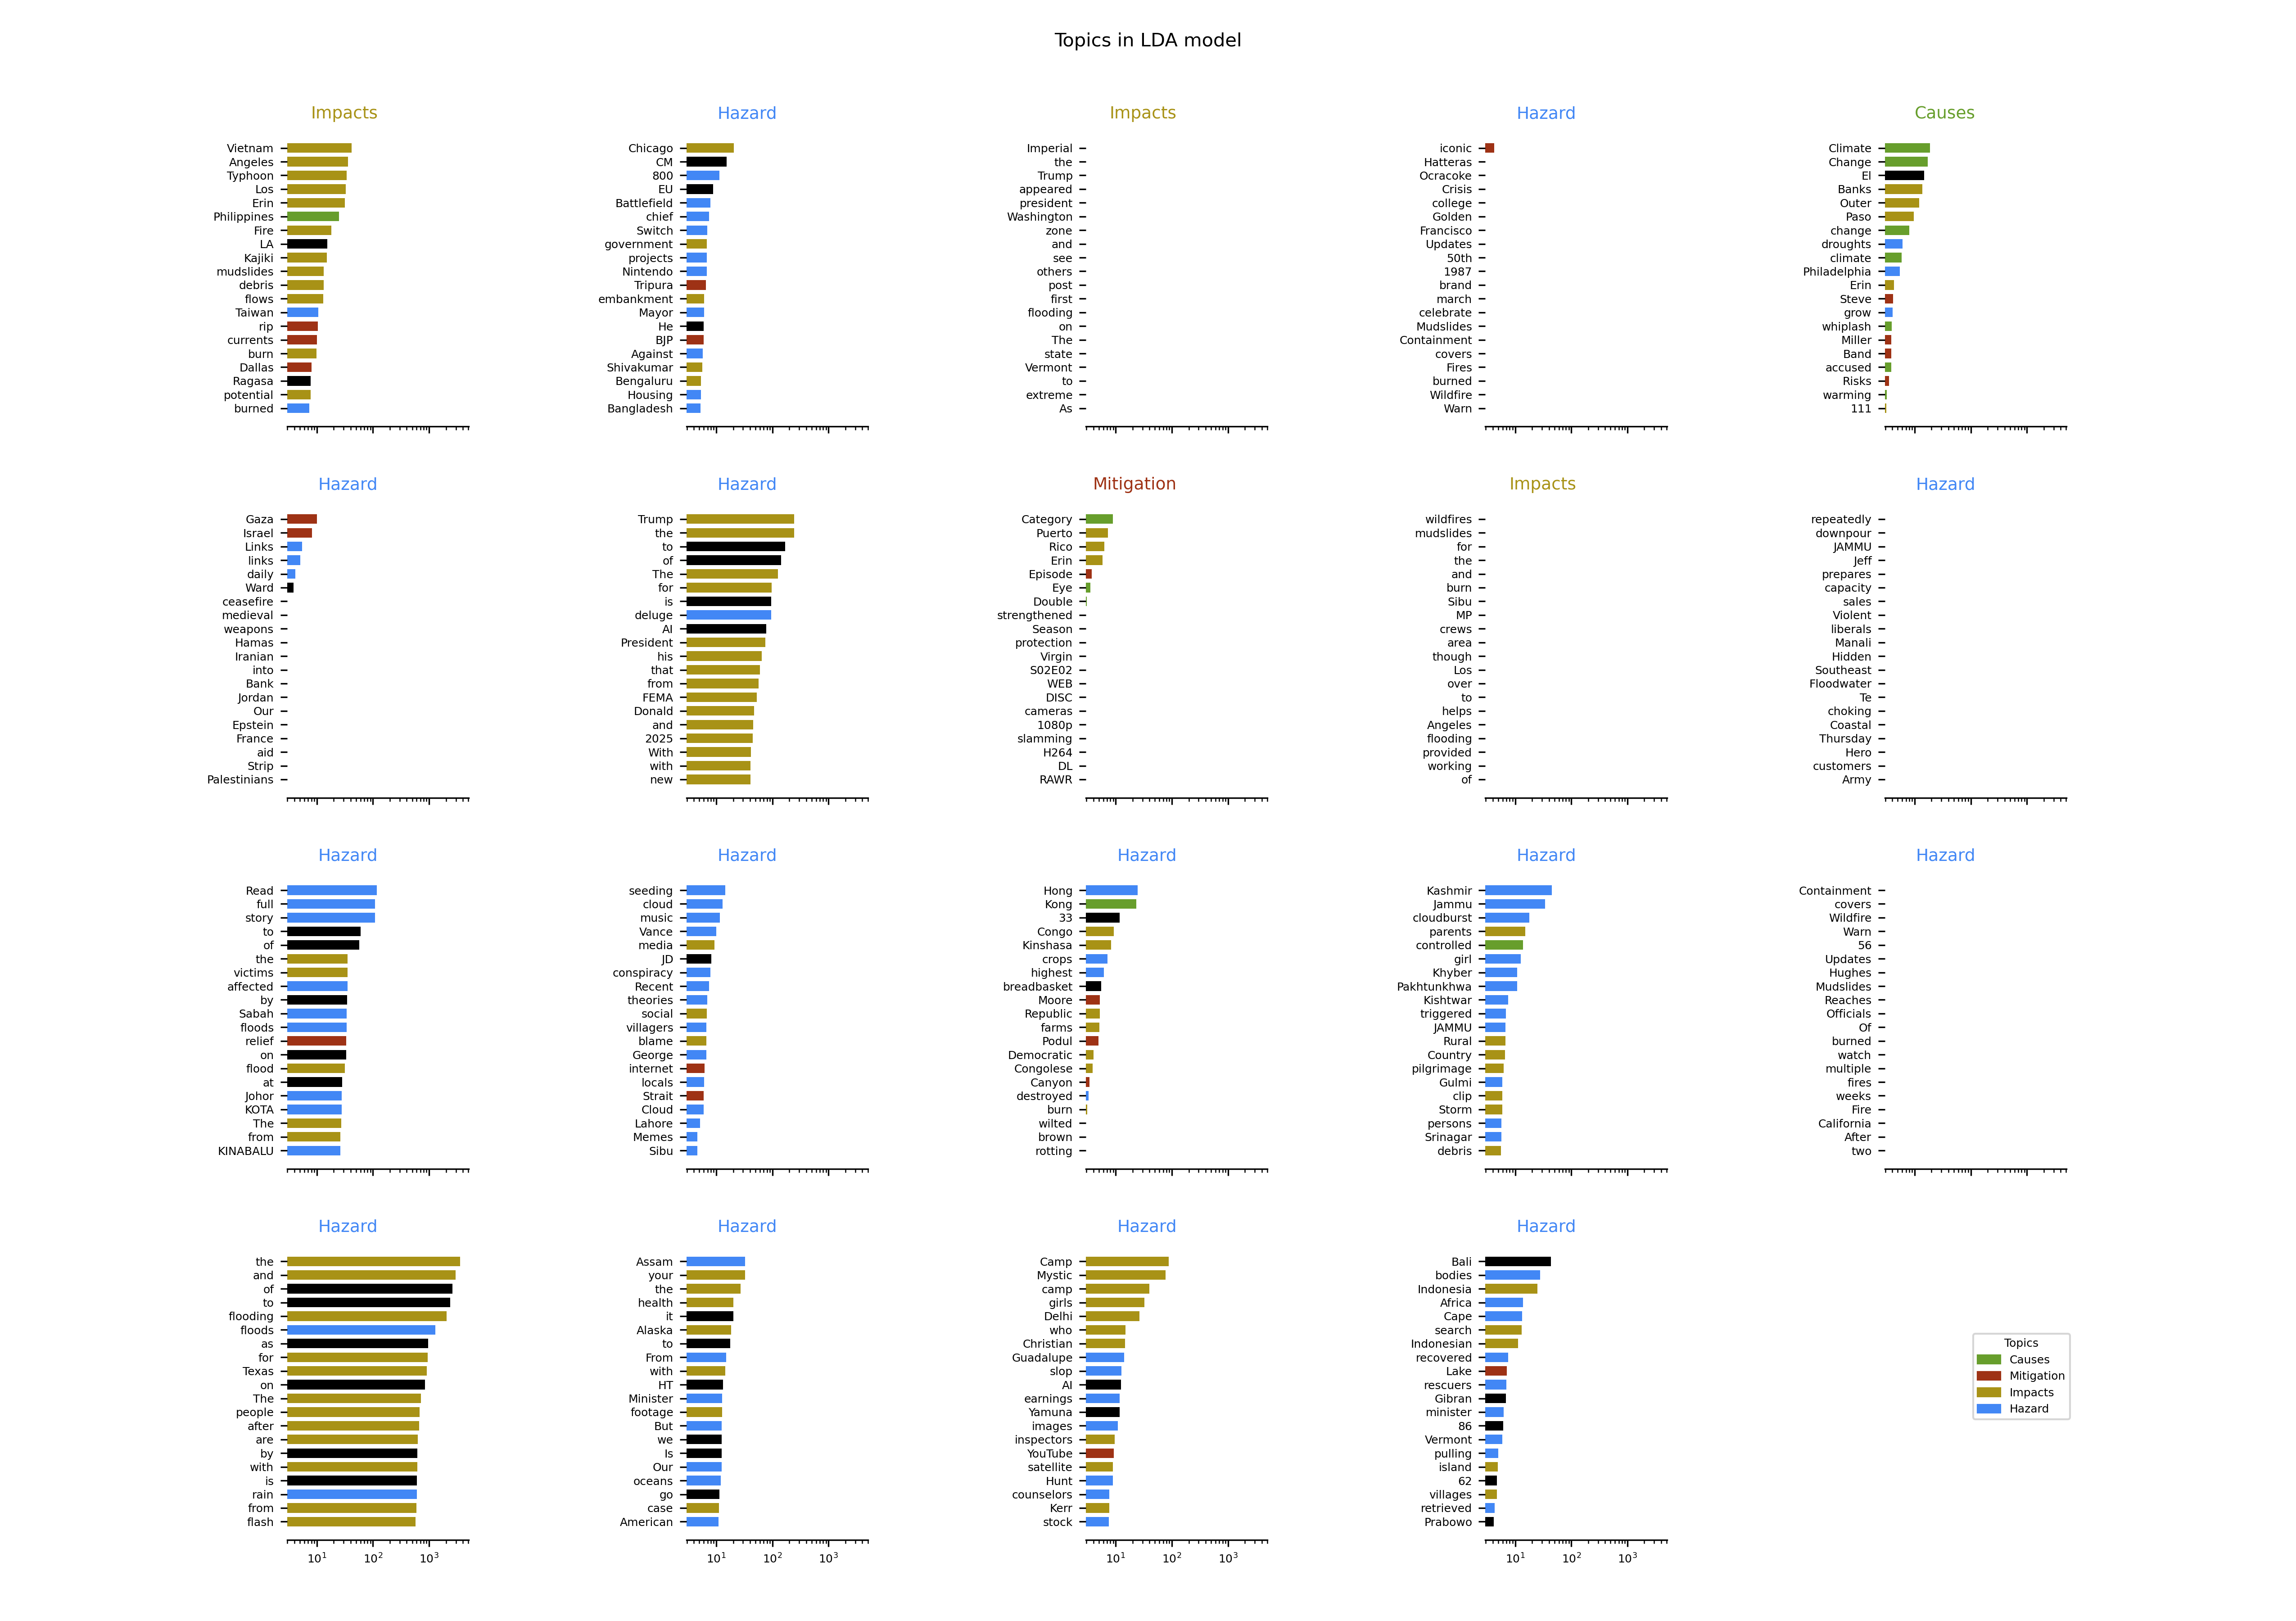 Topics in LDA model
Impacts
Vietnam
Angeles
Typhoon
Los
Erin
Philippines
Fire
LA
Kajiki
mudslides
debris
flows
Taiwan
rip
currents
burn
Dallas
Ragasa
potential
burned
Hazard
Chicago
CM
800
EU
Battlefield
chief
Switch
government
projects
Nintendo
Tripura
embankment
Mayor
He
BJP
Against
Shivakumar
Bengaluru
Housing
Bangladesh
Impacts
Imperial
the
Trump
appeared
president
Washington
zone
and
see
others
post
first
flooding
on
The
state
Vermont
to
extreme
As
Hazard
iconic
Hatteras
Ocracoke
Crisis
college
Golden
Francisco
Updates
50th
1987
brand
march
celebrate
Mudslides
Containment
covers
Fires
burned
Wildfire
Warn
Causes
Climate
Change
El
Banks
Outer
Paso
change
droughts
climate
Philadelphia
Erin
Steve
grow
whiplash
Miller
Band
accused
Risks
warming
111
Hazard
Gaza
Israel
Links
links
daily
Ward
ceasefire
medieval
weapons
Hamas
Iranian
into
Bank
Jordan
Our
Epstein
France
aid
Strip
Palestinians
Hazard
Trump
the
to
of
The
for
is
deluge
AI
President
his
that
from
FEMA
Donald
and
2025
With
with
new
Mitigation
Category
Puerto
Rico
Erin
Episode
Eye
Double
strengthened
Season
protection
Virgin
S02E02
WEB
DISC
cameras
1080p
slamming
H264
DL
RAWR
Impacts
wildfires
mudslides
for
the
and
burn
Sibu
MP
crews
area
though
Los
over
to
helps
Angeles
flooding
provided
working
of
Hazard
repeatedly
downpour
JAMMU
Jeff
prepares
capacity
sales
Violent
liberals
Manali
Hidden
Southeast
Floodwater
Te
choking
Coastal
Thursday
Hero
customers
Army
Hazard
Read
full
story
to
of
the
victims
affected
by
Sabah
floods
relief
on
flood
at
Johor
KOTA
The
from
KINABALU
Hazard
seeding
cloud
music
Vance
media
JD
conspiracy
Recent
theories
social
villagers
blame
George
internet
locals
Strait
Cloud
Lahore
Memes
Sibu
Hazard
Hong
Kong
33
Congo
Kinshasa
crops
highest
breadbasket
Moore
Republic
farms
Podul
Democratic
Congolese
Canyon
destroyed
burn
wilted
brown
rotting
Hazard
Kashmir
Jammu
cloudburst
parents
controlled
girl
Khyber
Pakhtunkhwa
Kishtwar
triggered
JAMMU
Rural
Country
pilgrimage
Gulmi
clip
Storm
persons
Srinagar
debris
Hazard
Containment
covers
Wildfire
Warn
56
Updates
Hughes
Mudslides
Reaches
Officials
Of
burned
watch
multiple
fires
weeks
Fire
California
After
two
Hazard
the
and
of
to
flooding
floods
as
for
Texas
on
The
people
after
are
by
with
is
rain
from
flash
10¹ 10² 10³
Hazard
Assam
your
the
health
it
Alaska
to
From
with
HT
Minister
footage
But
we
Is
Our
oceans
go
case
American
10¹ 10² 10³
Hazard
Camp
Mystic
camp
girls
Delhi
who
Christian
Guadalupe
slop
AI
earnings
Yamuna
images
inspectors
YouTube
satellite
Hunt
counselors
Kerr
stock
10¹ 10² 10³
Hazard
Bali
bodies
Indonesia
Africa
Cape
search
Indonesian
recovered
Lake
rescuers
Gibran
minister
86
Vermont
pulling
island
62
villages
retrieved
Prabowo
10¹ 10² 10³
Topics
Causes
Mitigation
Impacts
Hazard